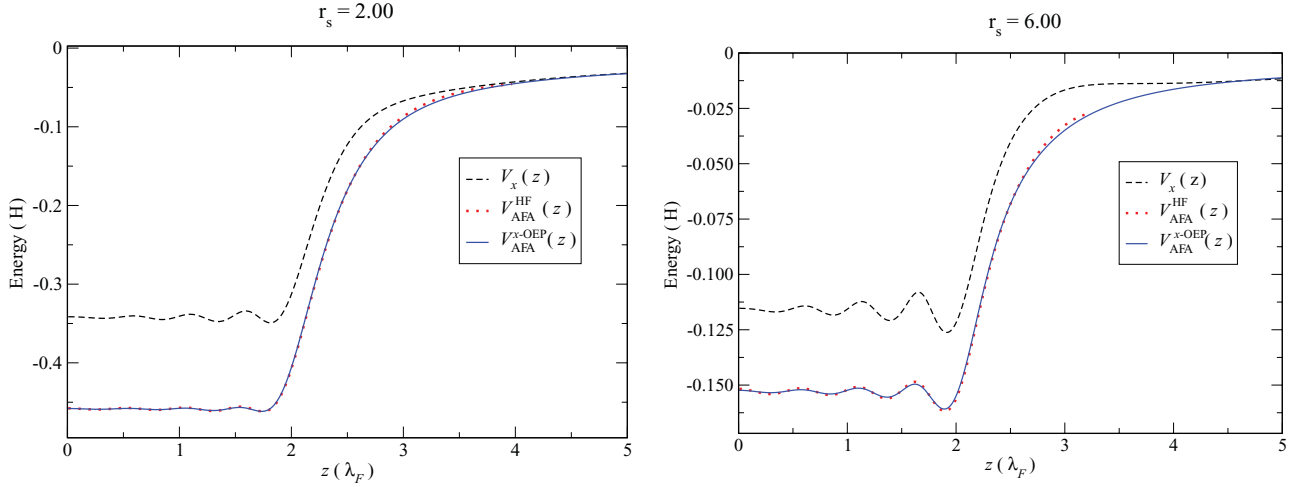 r_s = 2.00
0
-0.1
-0.2
-0.3
-0.4
Energy ( H )
V_x ( z )
V_AFA^HF ( z )
V_AFA^x-OEP ( z )
0 1 2 3 4 5
z ( λ_F )
r_s = 6.00
0
-0.025
-0.050
-0.075
-0.100
-0.125
-0.150
Energy ( H )
V_x ( z )
V_AFA^HF ( z )
V_AFA^x-OEP ( z )
0 1 2 3 4 5
z ( λ_F )